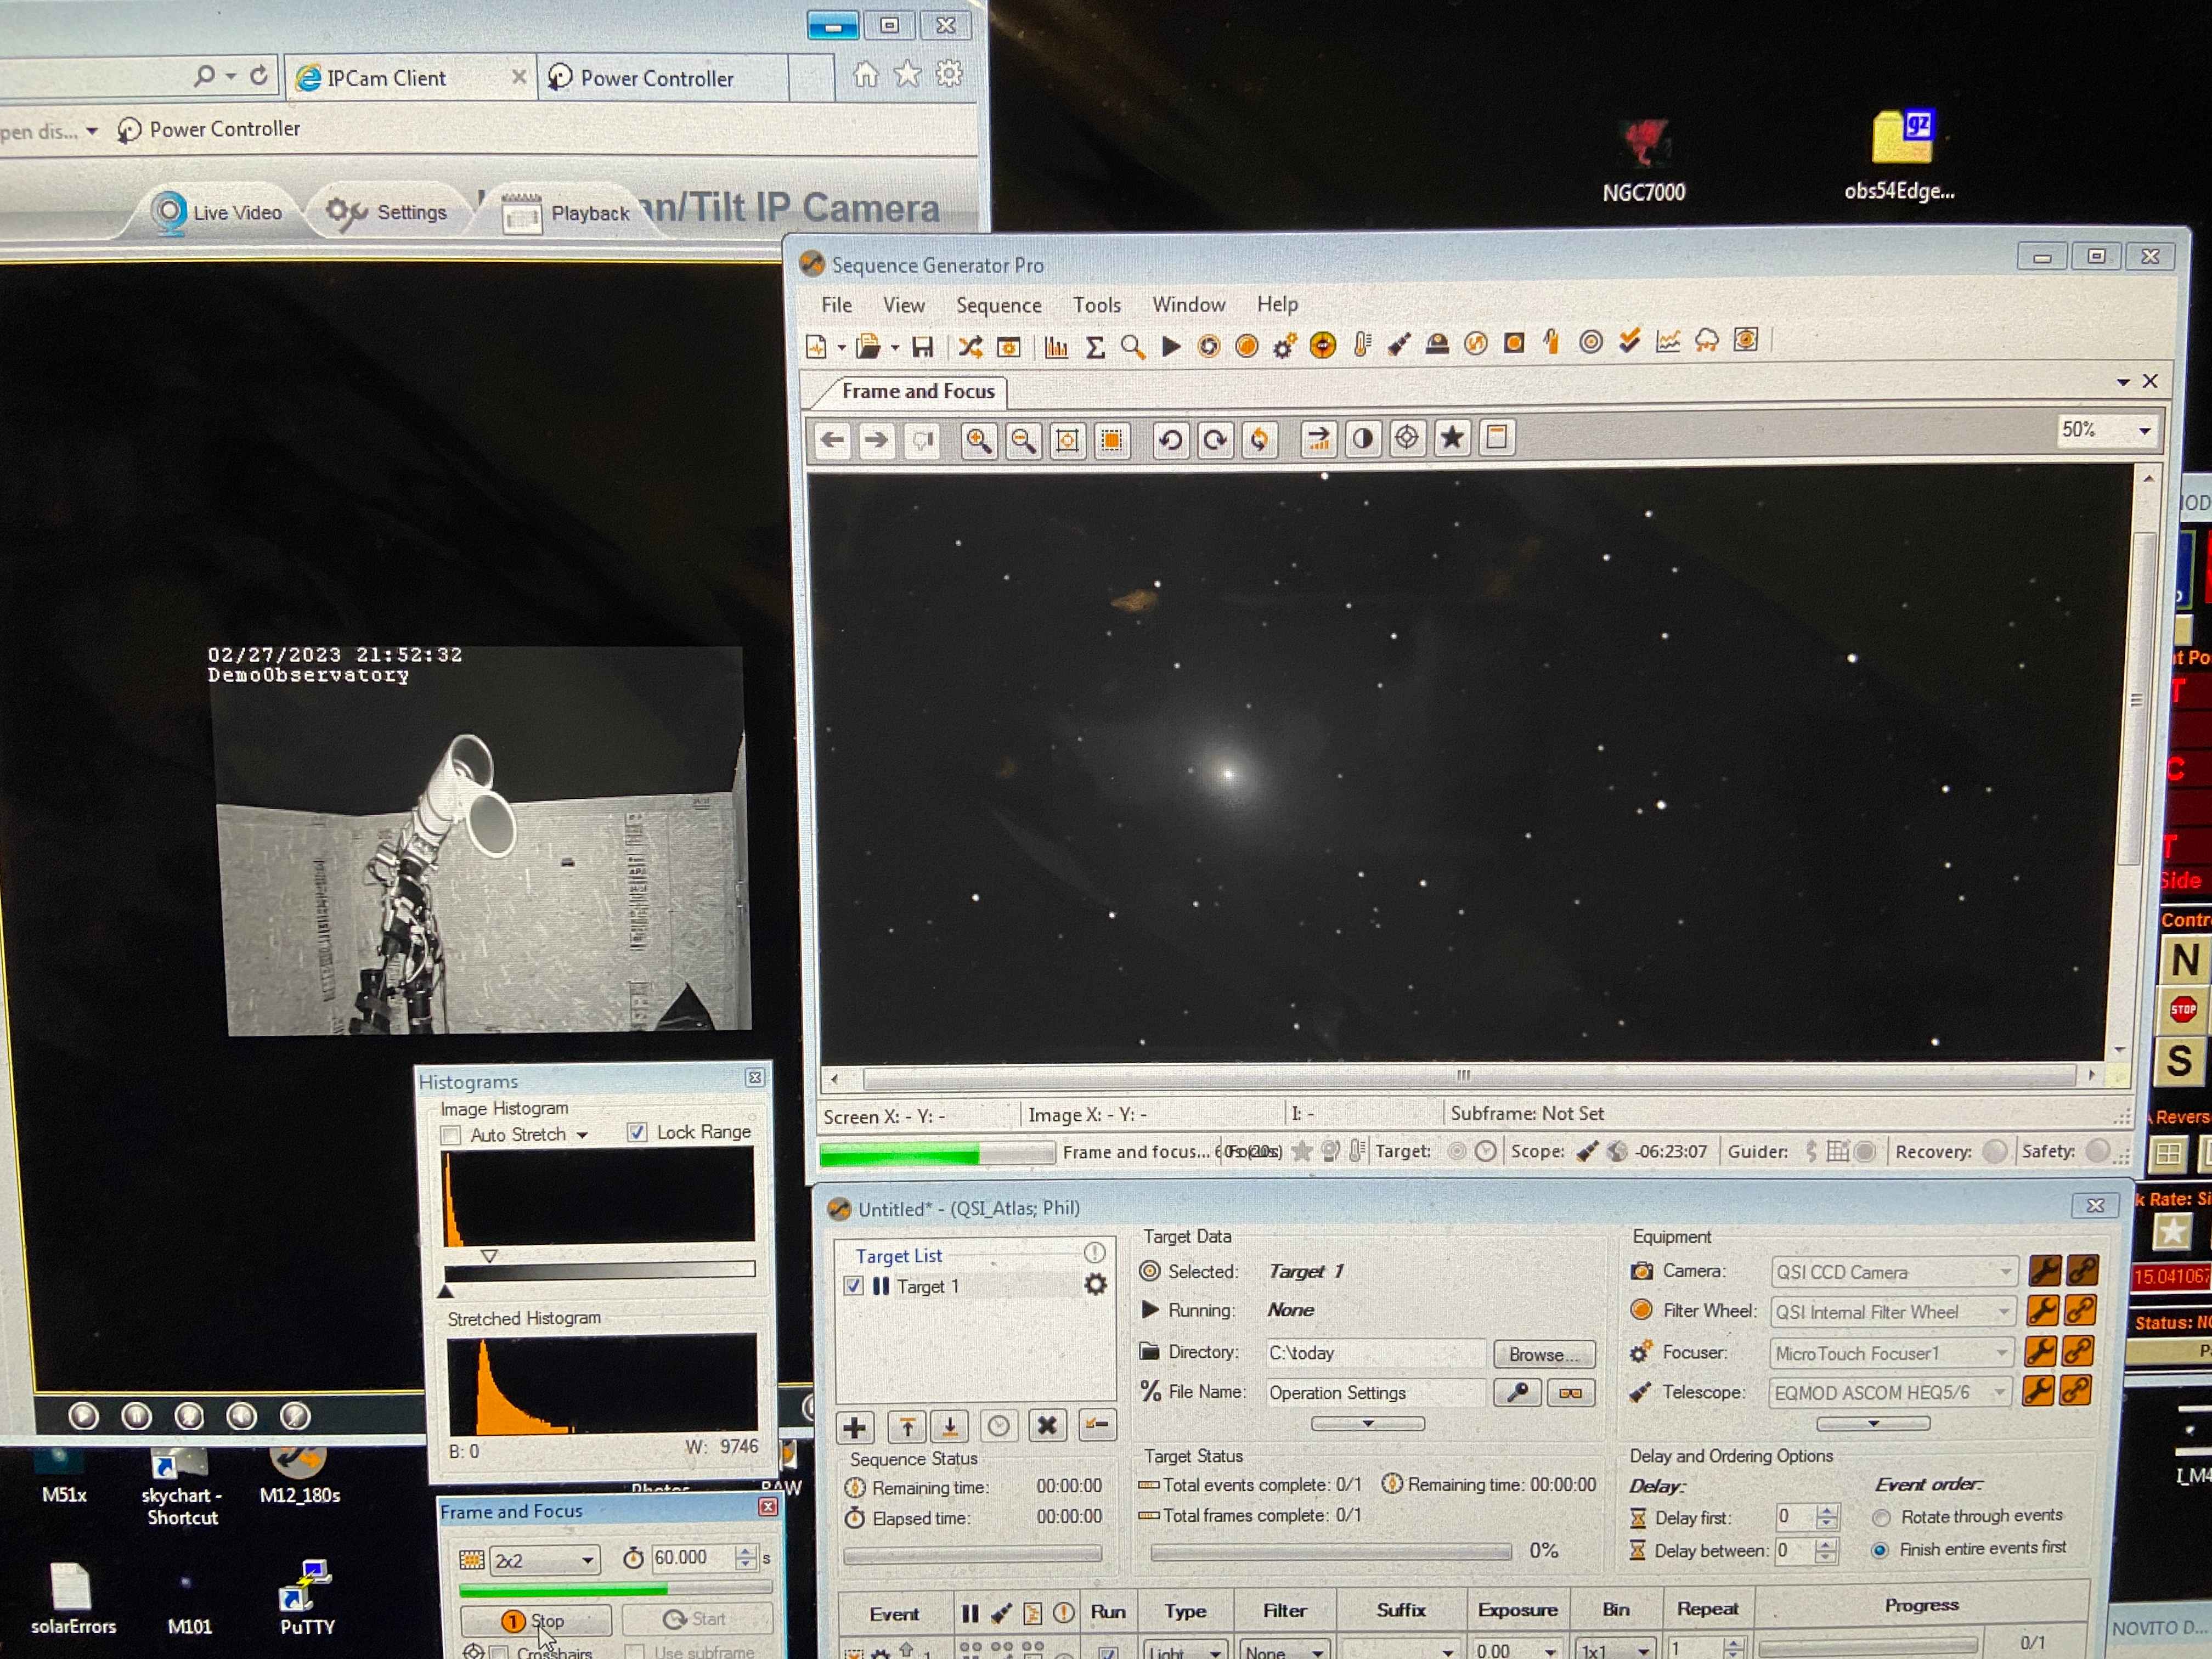 IPCam Client
Power Controller
pen dis...
Power Controller
Live Video
Settings
Playback
an/Tilt IP Camera
NGC7000
gz
obs54Edge...
Sequence Generator Pro
File View Sequence Tools Window Help
Frame and Focus
50%
02/27/2023 21:52:32
DemoObservatory
t Po
T
C
T
Side
Contr
N
STOP
S
Revers
Screen X: - Y: -
Image X: - Y: -
I: -
Subframe: Not Set
Frame and focus...
Target:
Scope:
-06:23:07
Guider:
Recovery:
Safety:
Histograms
Image Histogram
Auto Stretch
Lock Range
Stretched Histogram
B: 0
W: 9746
Untitled* - (QSI_Atlas; Phil)
Target List
Target 1
Target Data
Selected: Target 1
Running: None
Directory: C:\today Browse...
File Name: Operation Settings
Equipment
Camera: QSI CCD Camera
Filter Wheel: QSI Internal Filter Wheel
Focuser: MicroTouch Focuser1
Telescope: EQMOD ASCOM HEQ5/6
k Rate: Si
15.041067
Status: N
Sequence Status
Remaining time: 00:00:00
Elapsed time: 00:00:00
Target Status
Total events complete: 0/1 Remaining time: 00:00:00
Total frames complete: 0/1
0%
Delay and Ordering Options
Delay:
Delay first: 0
Delay between: 0
Event order:
Rotate through events
Finish entire events first
Event Run Type Filter Suffix Exposure Bin Repeat Progress
1 Light None 0.00 1x1 1 0/1
M51x
skychart -
Shortcut
M12_180s
Photos
RAW
Frame and Focus
2x2
60.000 s
1 Stop
Start
Crosshairs
Use subframe
solarErrors
M101
PuTTY
I_M4
NOVITO D...